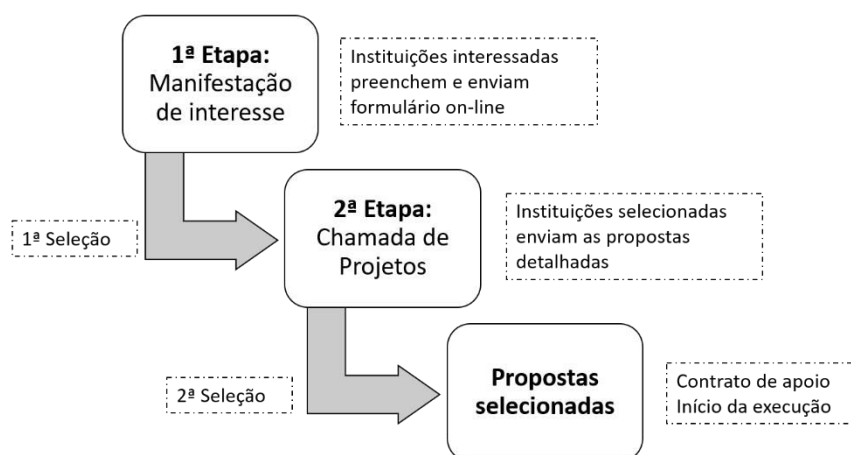 1ª Etapa:
Manifestação
de interesse
Instituições interessadas
preenchem e enviam
formulário on-line
1ª Seleção
2ª Etapa:
Chamada de
Projetos
Instituições selecionadas
enviam as propostas
detalhadas
2ª Seleção
Propostas
selecionadas
Contrato de apoio
Início da execução